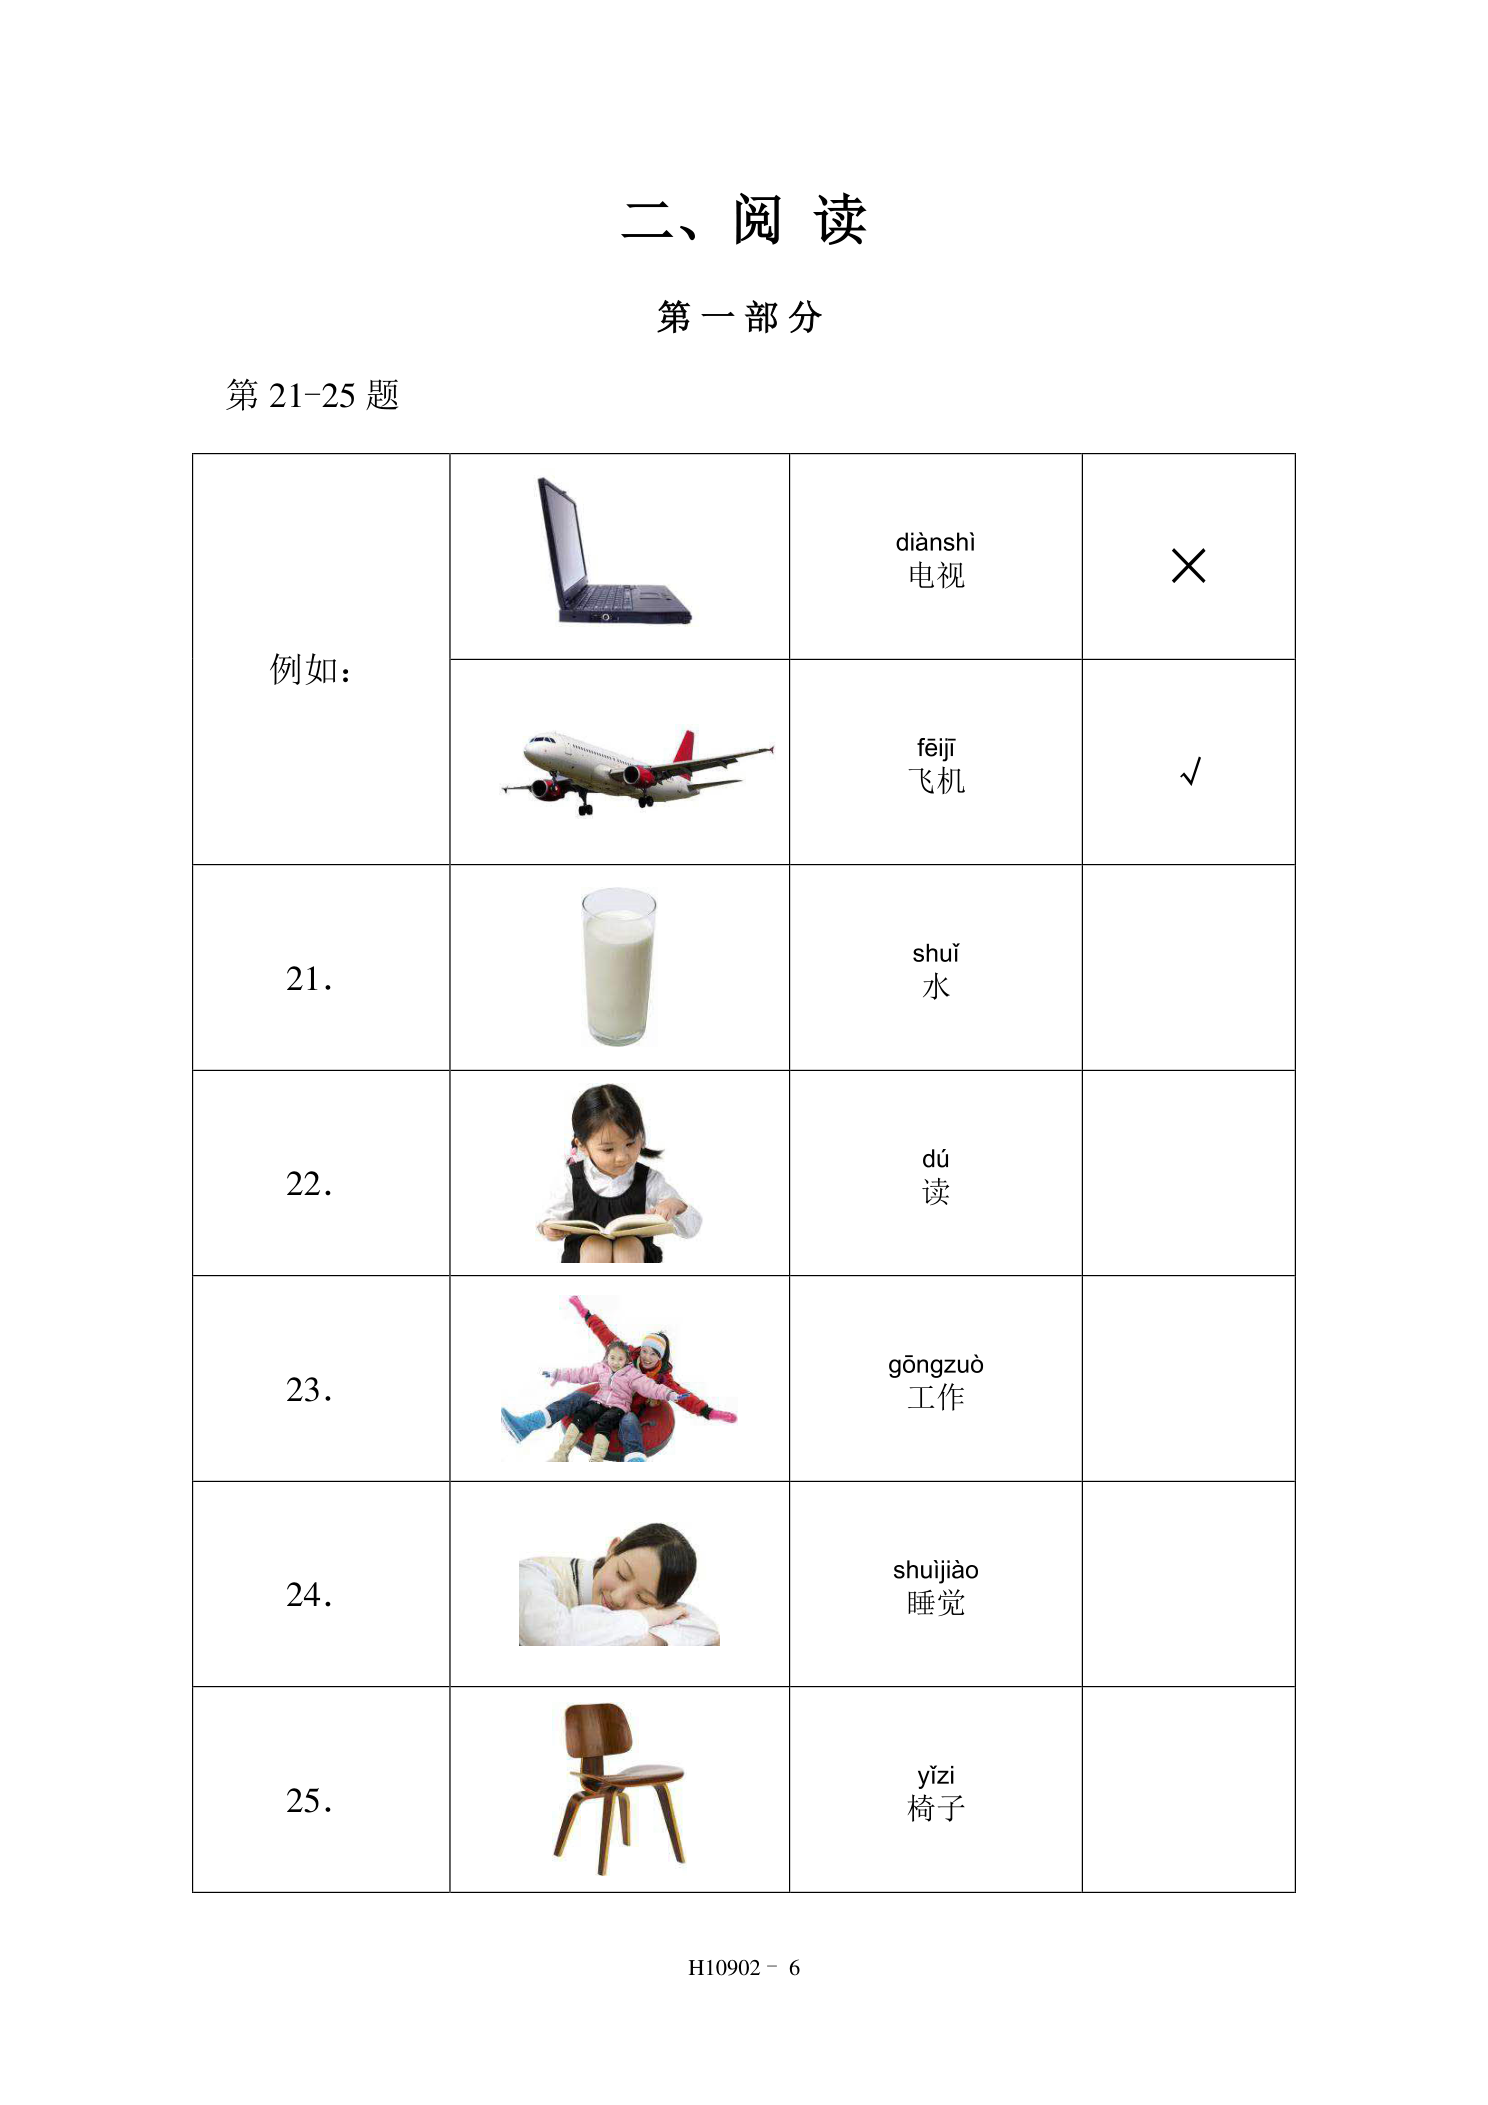 二、阅 读
第一部分
第 21-25 题
例如：
diànshì
电视
×
fēijī
飞机
√
21.
shuǐ
水
22.
dú
读
23.
gōngzuò
工作
24.
shuìjiào
睡觉
25.
yǐzi
椅子
H10902 - 6